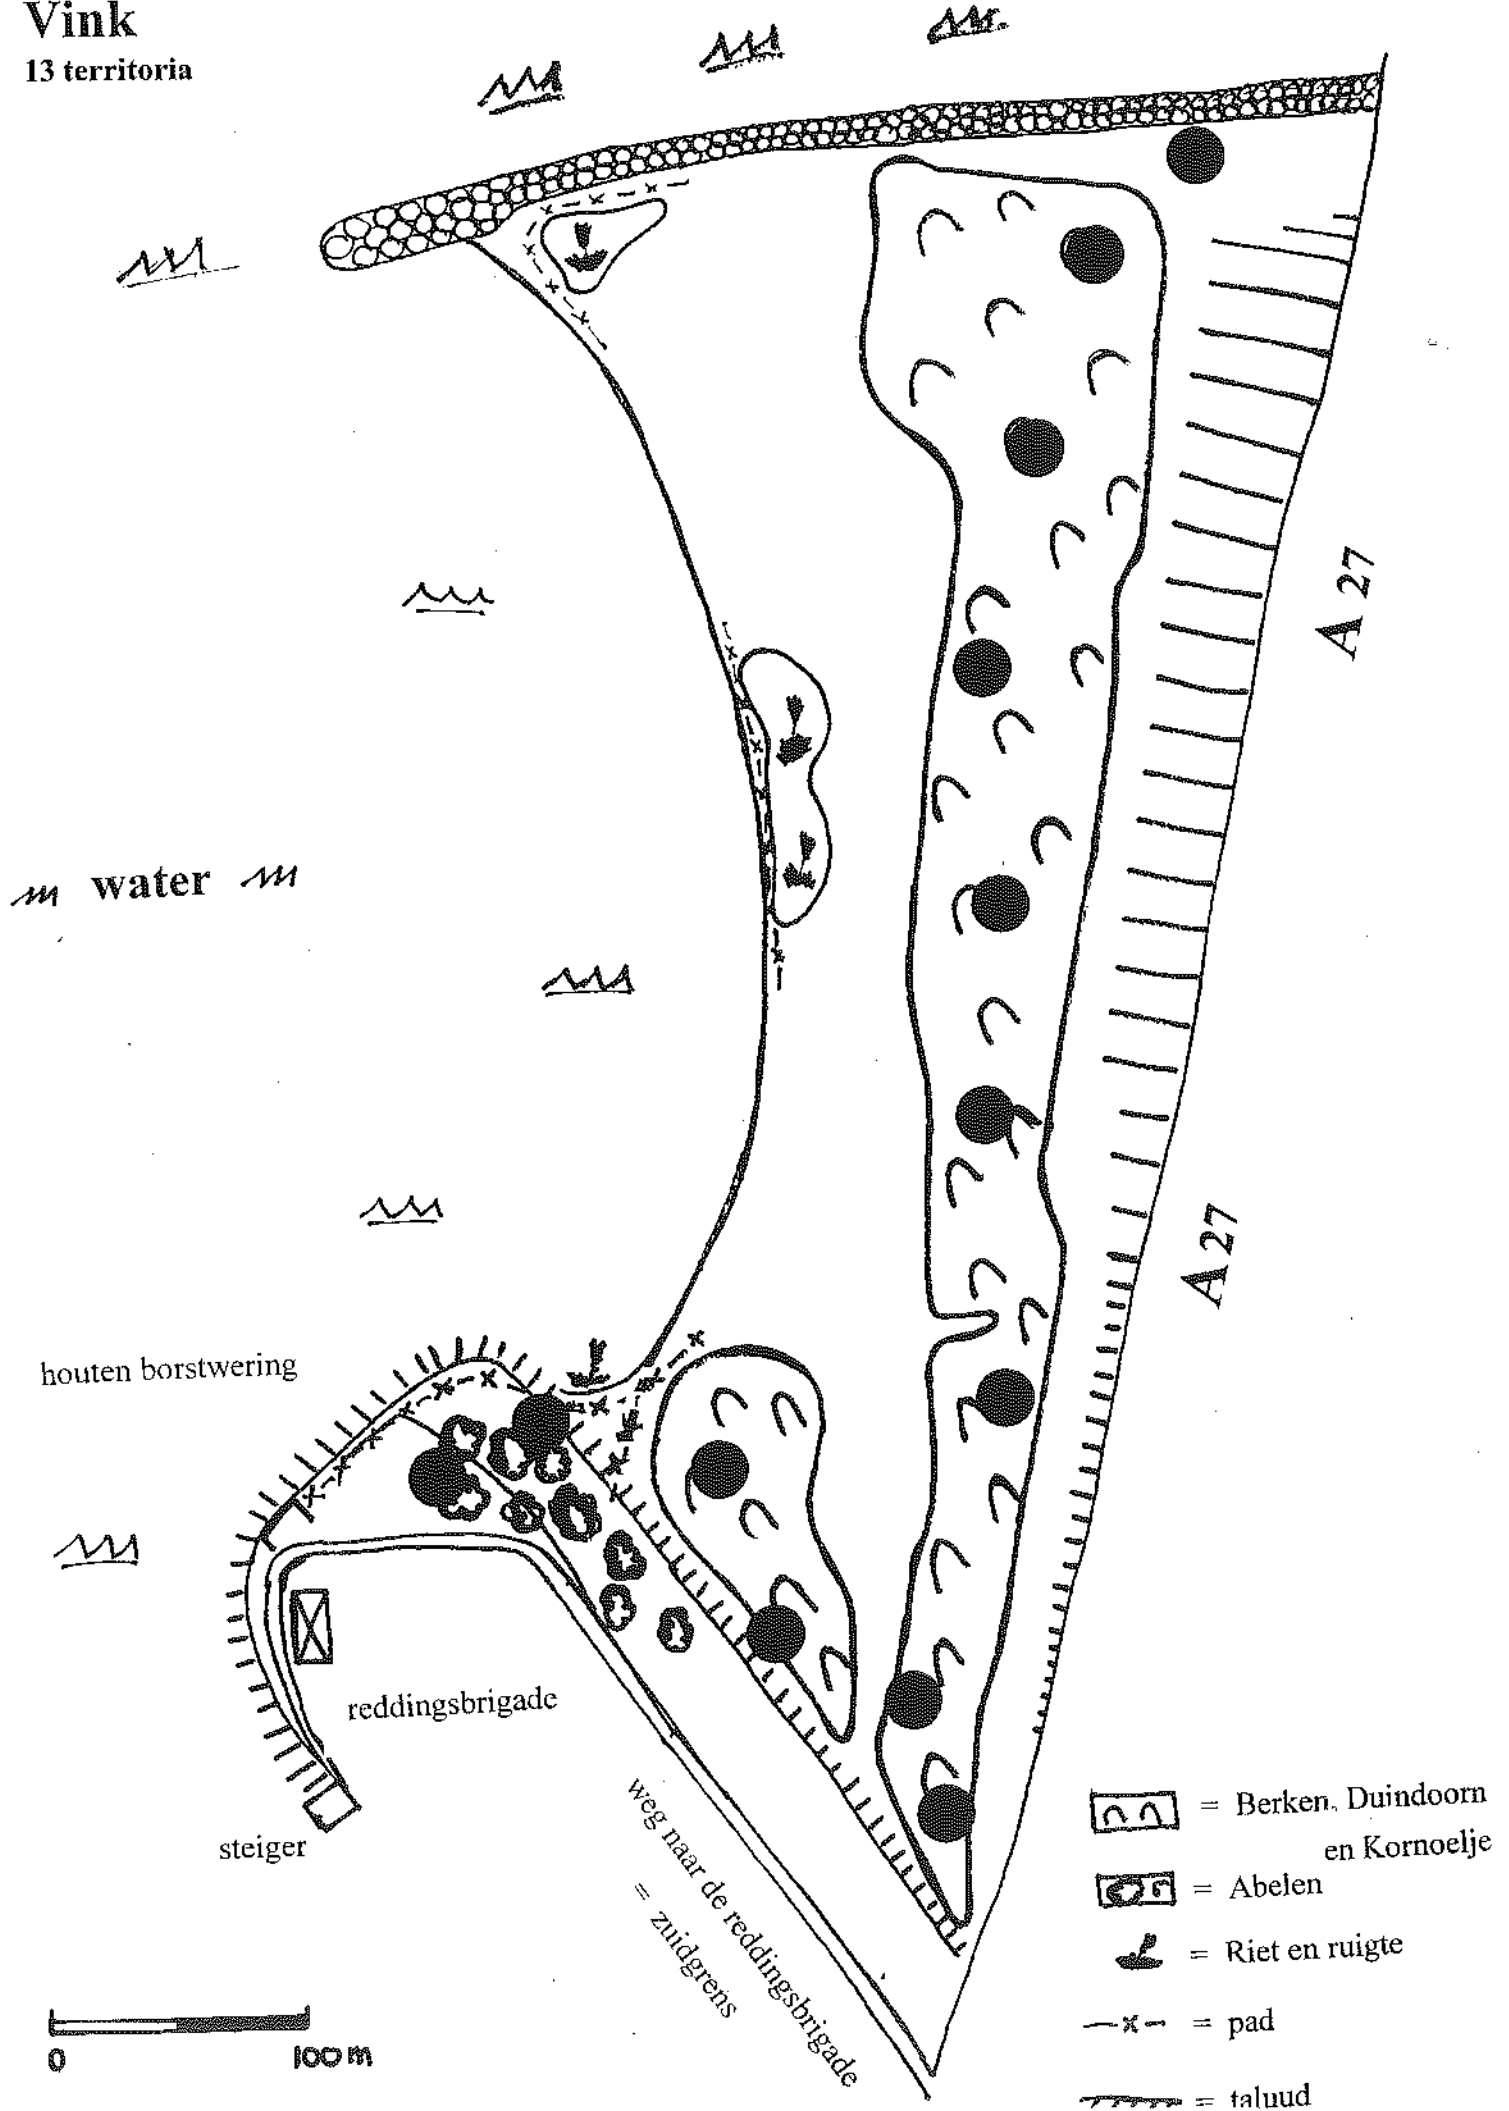 Vink
13 territoria
A 27
water
A 27
houten borstwering
reddingsbrigade
steiger
weg naar de reddingsbrigade
= zuidgrens
= Berken, Duindoorn
en Kornoelje
= Abelen
= Riet en ruigte
= pad
= taluud
0 100 m